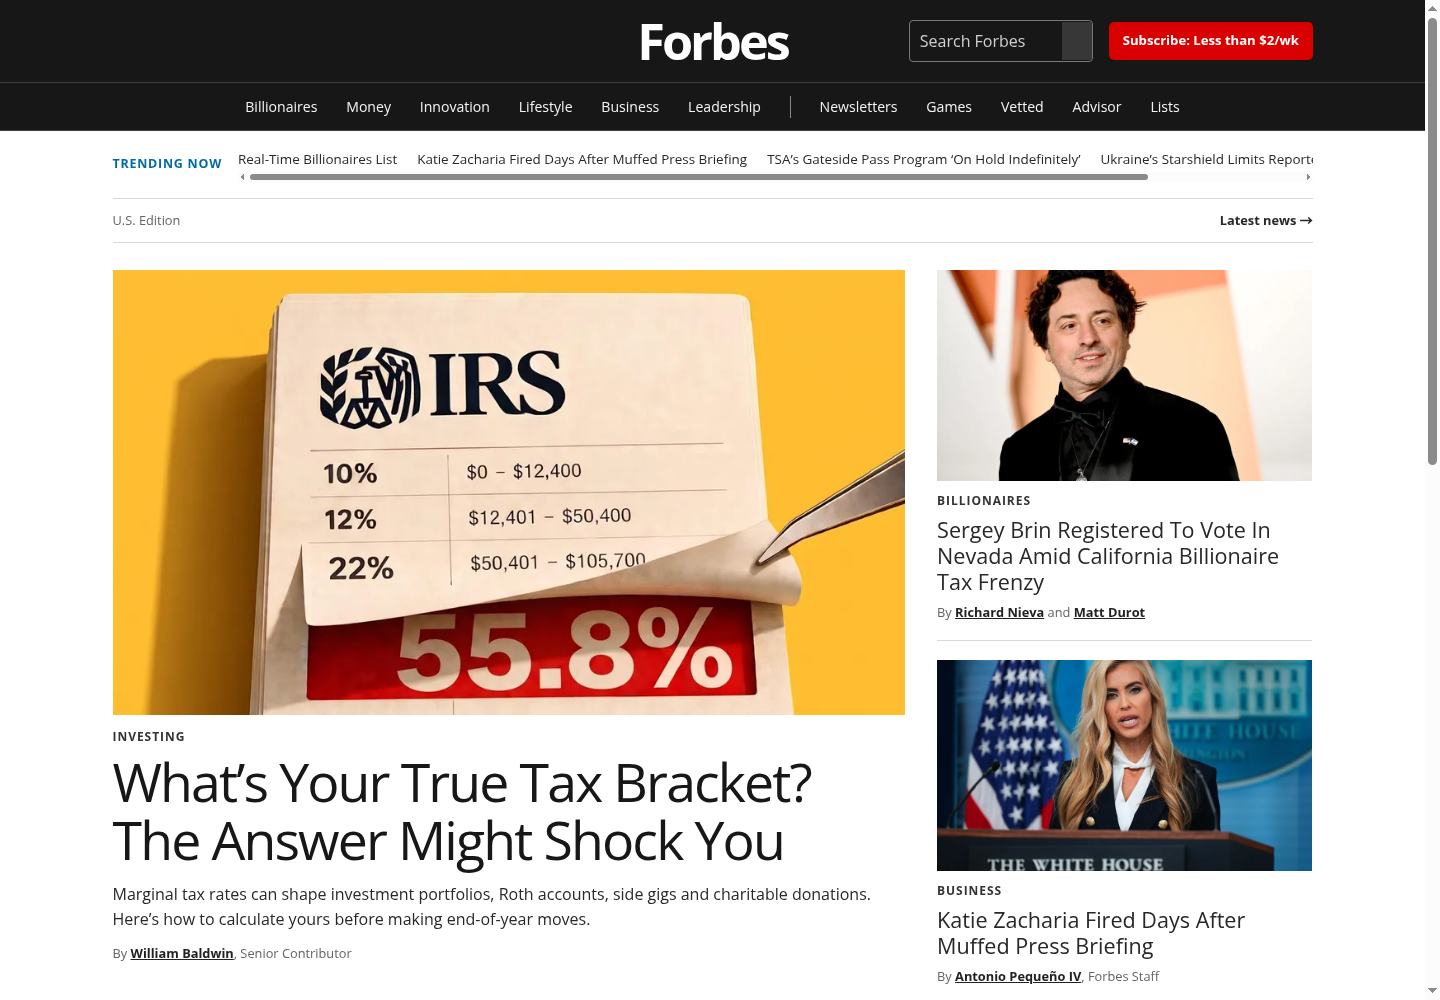 Forbes
Search Forbes
Subscribe: Less than $2/wk
Billionaires Money Innovation Lifestyle Business Leadership Newsletters Games Vetted Advisor Lists
TRENDING NOW Real-Time Billionaires List Katie Zacharia Fired Days After Muffed Press Briefing TSA’s Gateside Pass Program ‘On Hold Indefinitely’ Ukraine’s Starshield Limits Reporte
U.S. Edition Latest news →
IRS
10% $0 – $12,400
12% $12,401 – $50,400
22% $50,401 – $105,700
55.8%
INVESTING
What’s Your True Tax Bracket?
The Answer Might Shock You
Marginal tax rates can shape investment portfolios, Roth accounts, side gigs and charitable donations.
Here’s how to calculate yours before making end-of-year moves.
By William Baldwin, Senior Contributor
BILLIONAIRES
Sergey Brin Registered To Vote In
Nevada Amid California Billionaire
Tax Frenzy
By Richard Nieva and Matt Durot
THE WHITE HOUSE
BUSINESS
Katie Zacharia Fired Days After
Muffed Press Briefing
By Antonio Pequeño IV, Forbes Staff